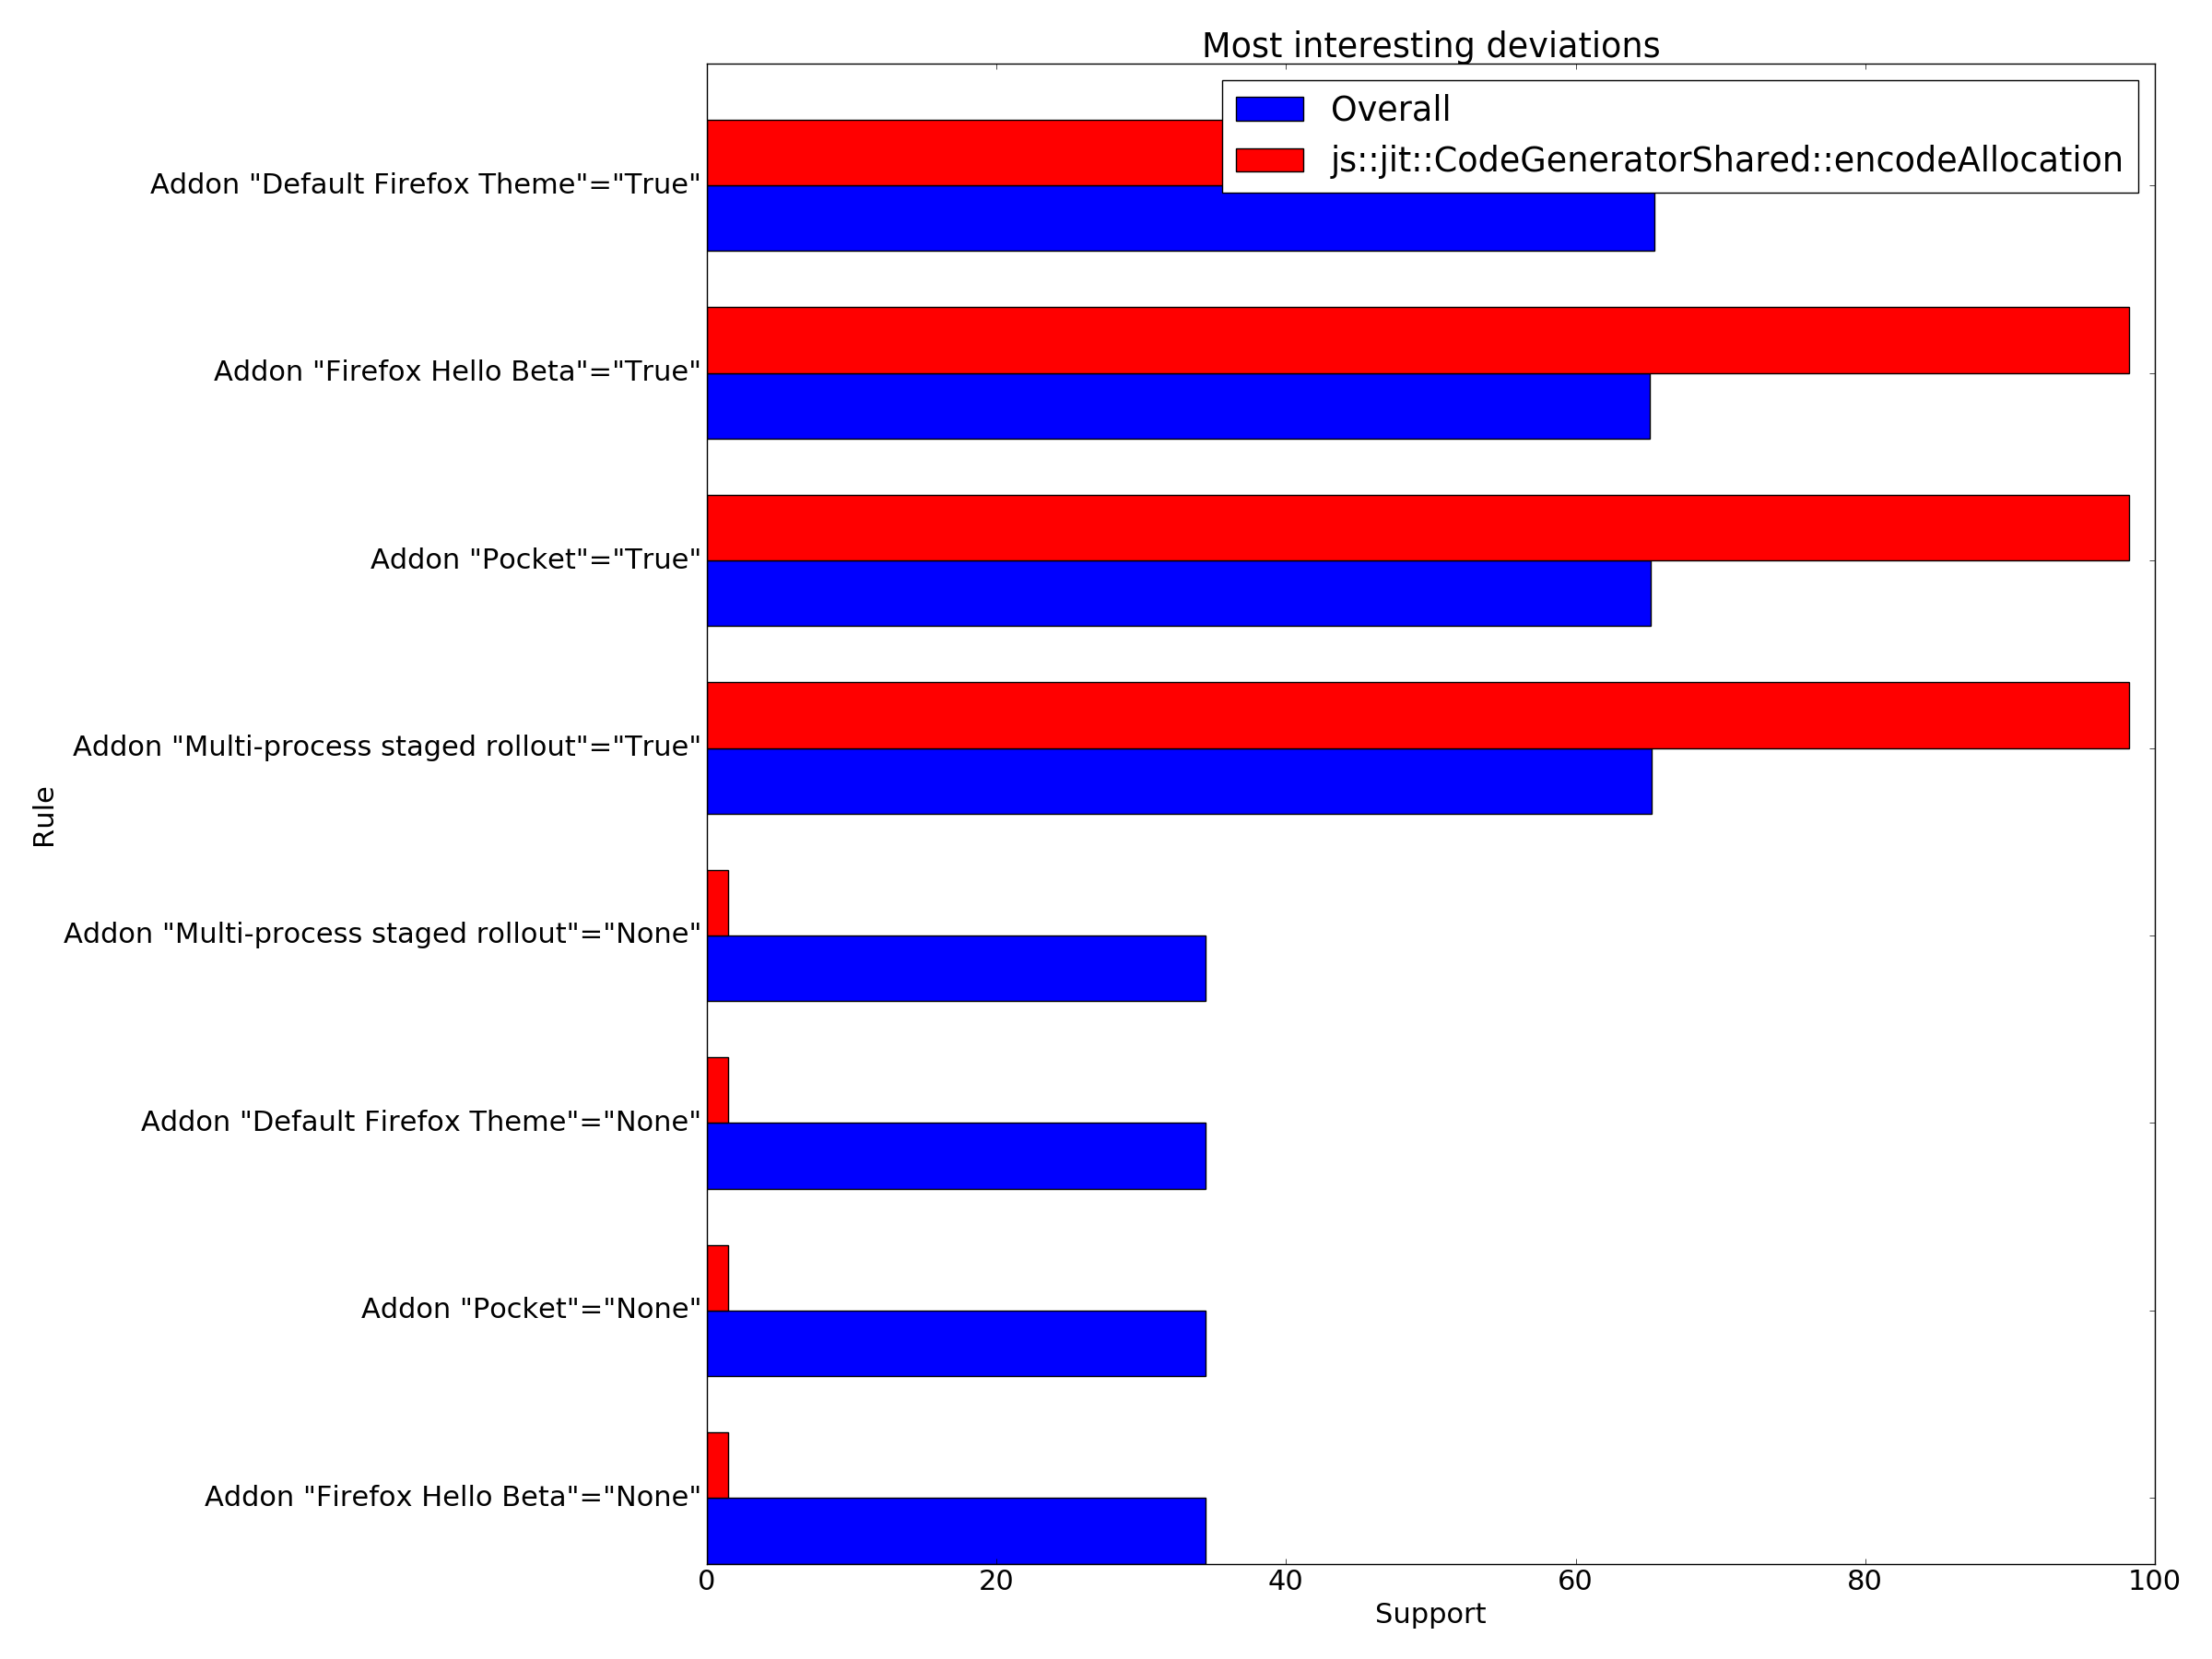 Most interesting deviations
Overall
js::jit::CodeGeneratorShared::encodeAllocation
Addon "Default Firefox Theme"="True"
Addon "Firefox Hello Beta"="True"
Addon "Pocket"="True"
Addon "Multi-process staged rollout"="True"
Rule
Addon "Multi-process staged rollout"="None"
Addon "Default Firefox Theme"="None"
Addon "Pocket"="None"
Addon "Firefox Hello Beta"="None"
0 20 40 60 80 100
Support